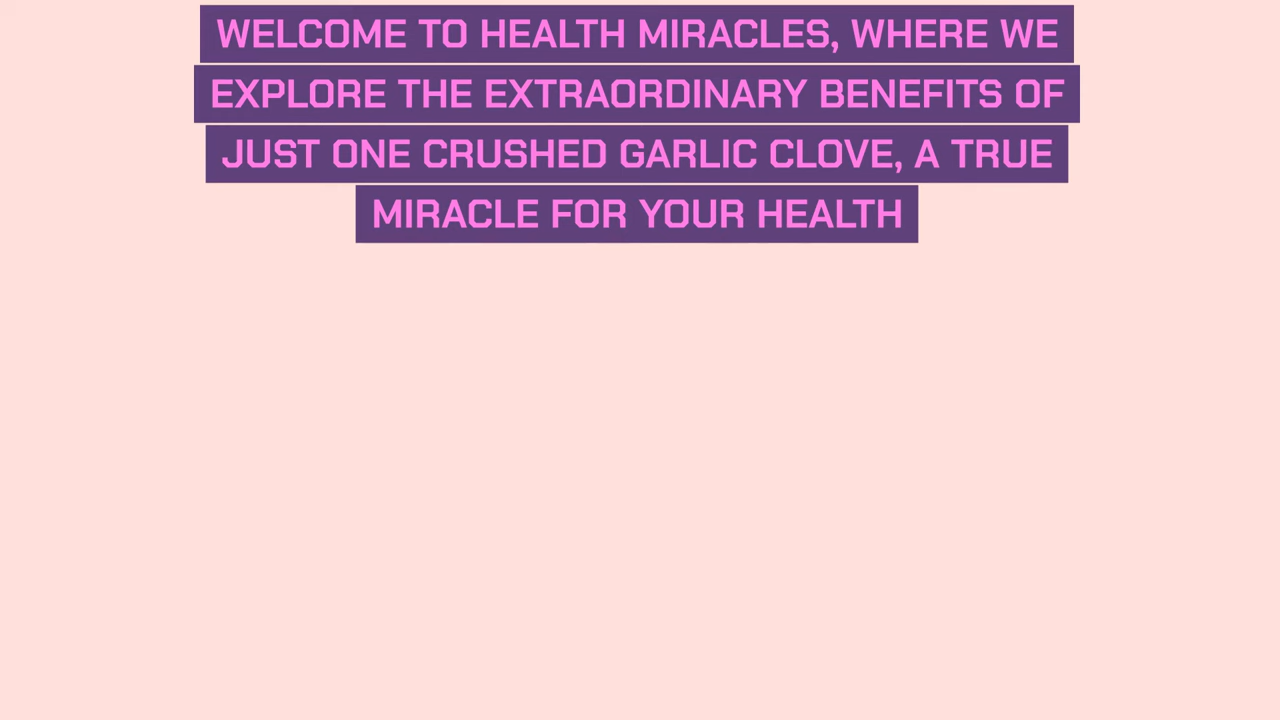 WELCOME TO HEALTH MIRACLES, WHERE WE
EXPLORE THE EXTRAORDINARY BENEFITS OF
JUST ONE CRUSHED GARLIC CLOVE, A TRUE
MIRACLE FOR YOUR HEALTH